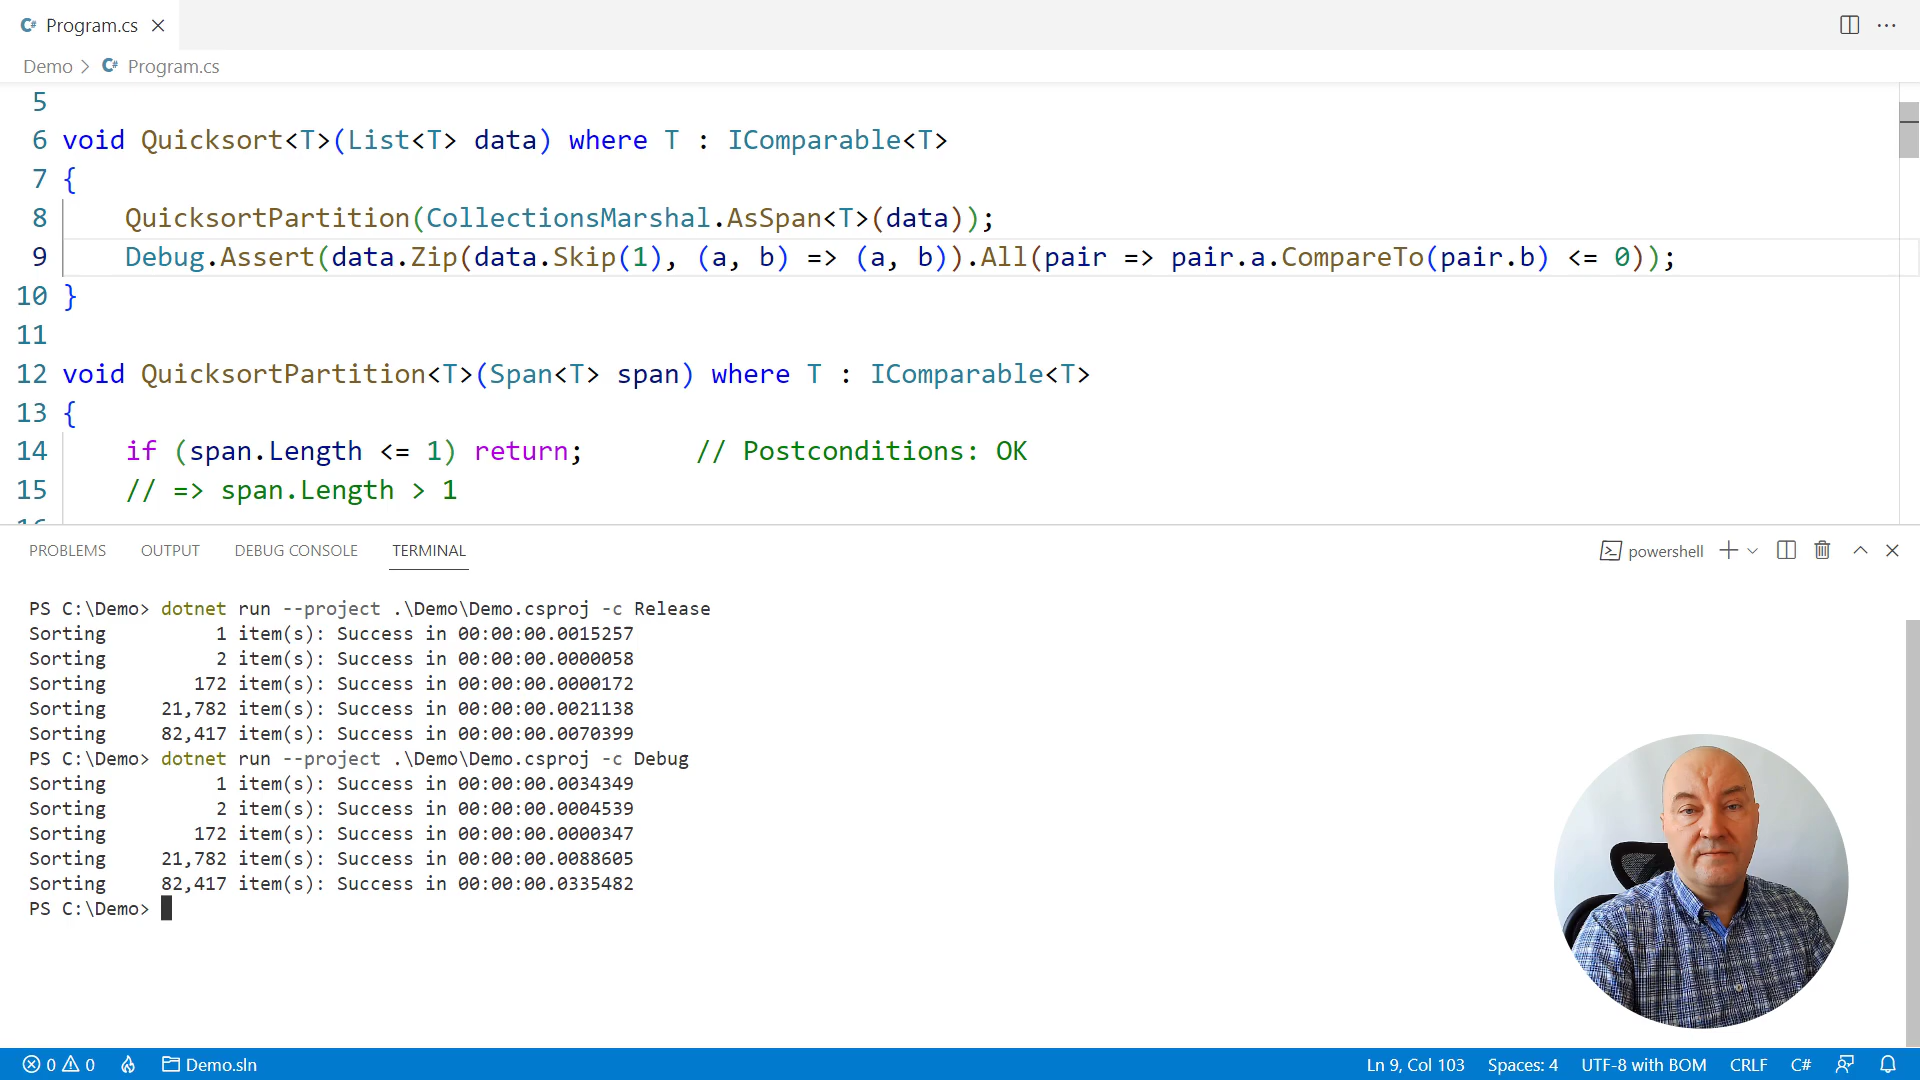 Program.cs
Demo > Program.cs
5
6 void Quicksort<T>(List<T> data) where T : IComparable<T>
7 {
8     QuicksortPartition(CollectionsMarshal.AsSpan<T>(data));
9     Debug.Assert(data.Zip(data.Skip(1), (a, b) => (a, b)).All(pair => pair.a.CompareTo(pair.b) <= 0));
10 }
11
12 void QuicksortPartition<T>(Span<T> span) where T : IComparable<T>
13 {
14     if (span.Length <= 1) return;       // Postconditions: OK
15     // => span.Length > 1
PROBLEMS OUTPUT DEBUG CONSOLE TERMINAL powershell
PS C:\Demo> dotnet run --project .\Demo\Demo.csproj -c Release
Sorting          1 item(s): Success in 00:00:00.0015257
Sorting          2 item(s): Success in 00:00:00.0000058
Sorting        172 item(s): Success in 00:00:00.0000172
Sorting     21,782 item(s): Success in 00:00:00.0021138
Sorting     82,417 item(s): Success in 00:00:00.0070399
PS C:\Demo> dotnet run --project .\Demo\Demo.csproj -c Debug
Sorting          1 item(s): Success in 00:00:00.0034349
Sorting          2 item(s): Success in 00:00:00.0004539
Sorting        172 item(s): Success in 00:00:00.0000347
Sorting     21,782 item(s): Success in 00:00:00.0088605
Sorting     82,417 item(s): Success in 00:00:00.0335482
PS C:\Demo>
0 0 Demo.sln Ln 9, Col 103 Spaces: 4 UTF-8 with BOM CRLF C#